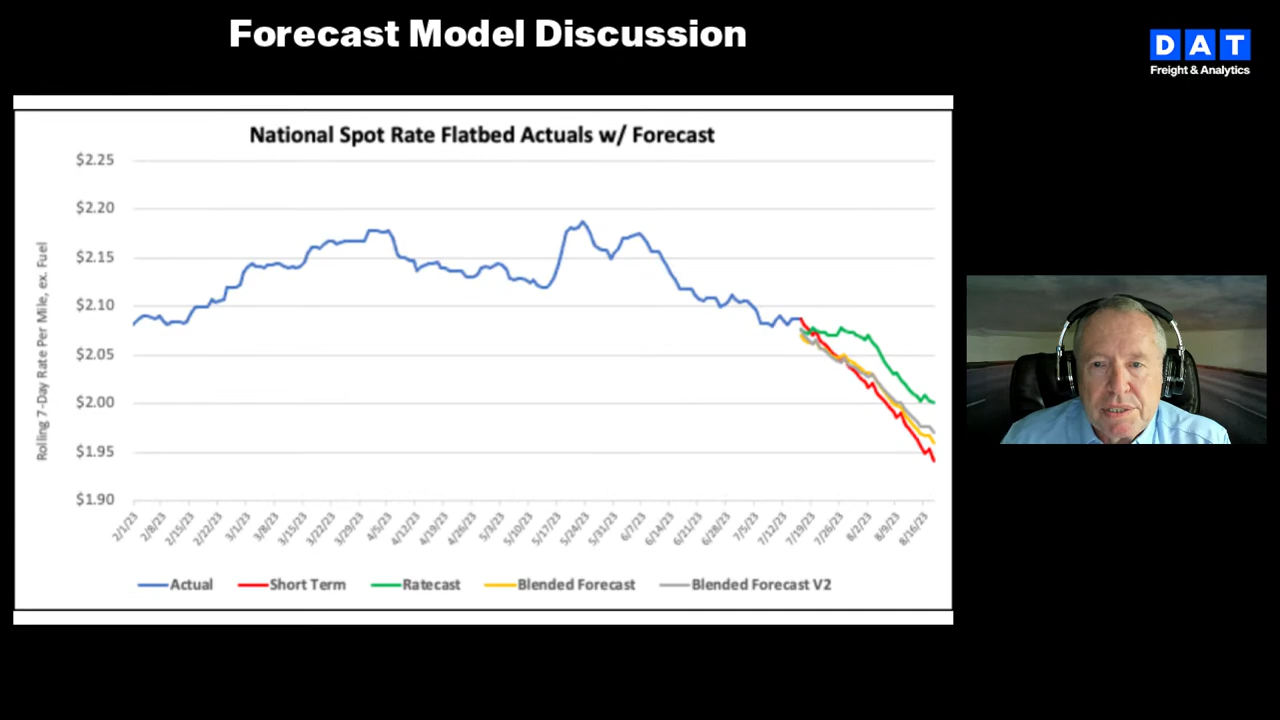 Forecast Model Discussion
DAT
Freight & Analytics
National Spot Rate Flatbed Actuals w/ Forecast
Rolling 7-Day Rate Per Mile, ex. Fuel
$2.25
$2.20
$2.15
$2.10
$2.05
$2.00
$1.95
$1.90
2/1/23 2/8/23 2/15/23 2/22/23 3/1/23 3/8/23 3/15/23 3/22/23 3/29/23 4/5/23 4/12/23 4/19/23 4/26/23 5/3/23 5/10/23 5/17/23 5/24/23 5/31/23 6/7/23 6/14/23 6/21/23 6/28/23 7/5/23 7/12/23 7/19/23 7/26/23 8/2/23 8/9/23 8/16/23
Actual Short Term Ratecast Blended Forecast Blended Forecast V2